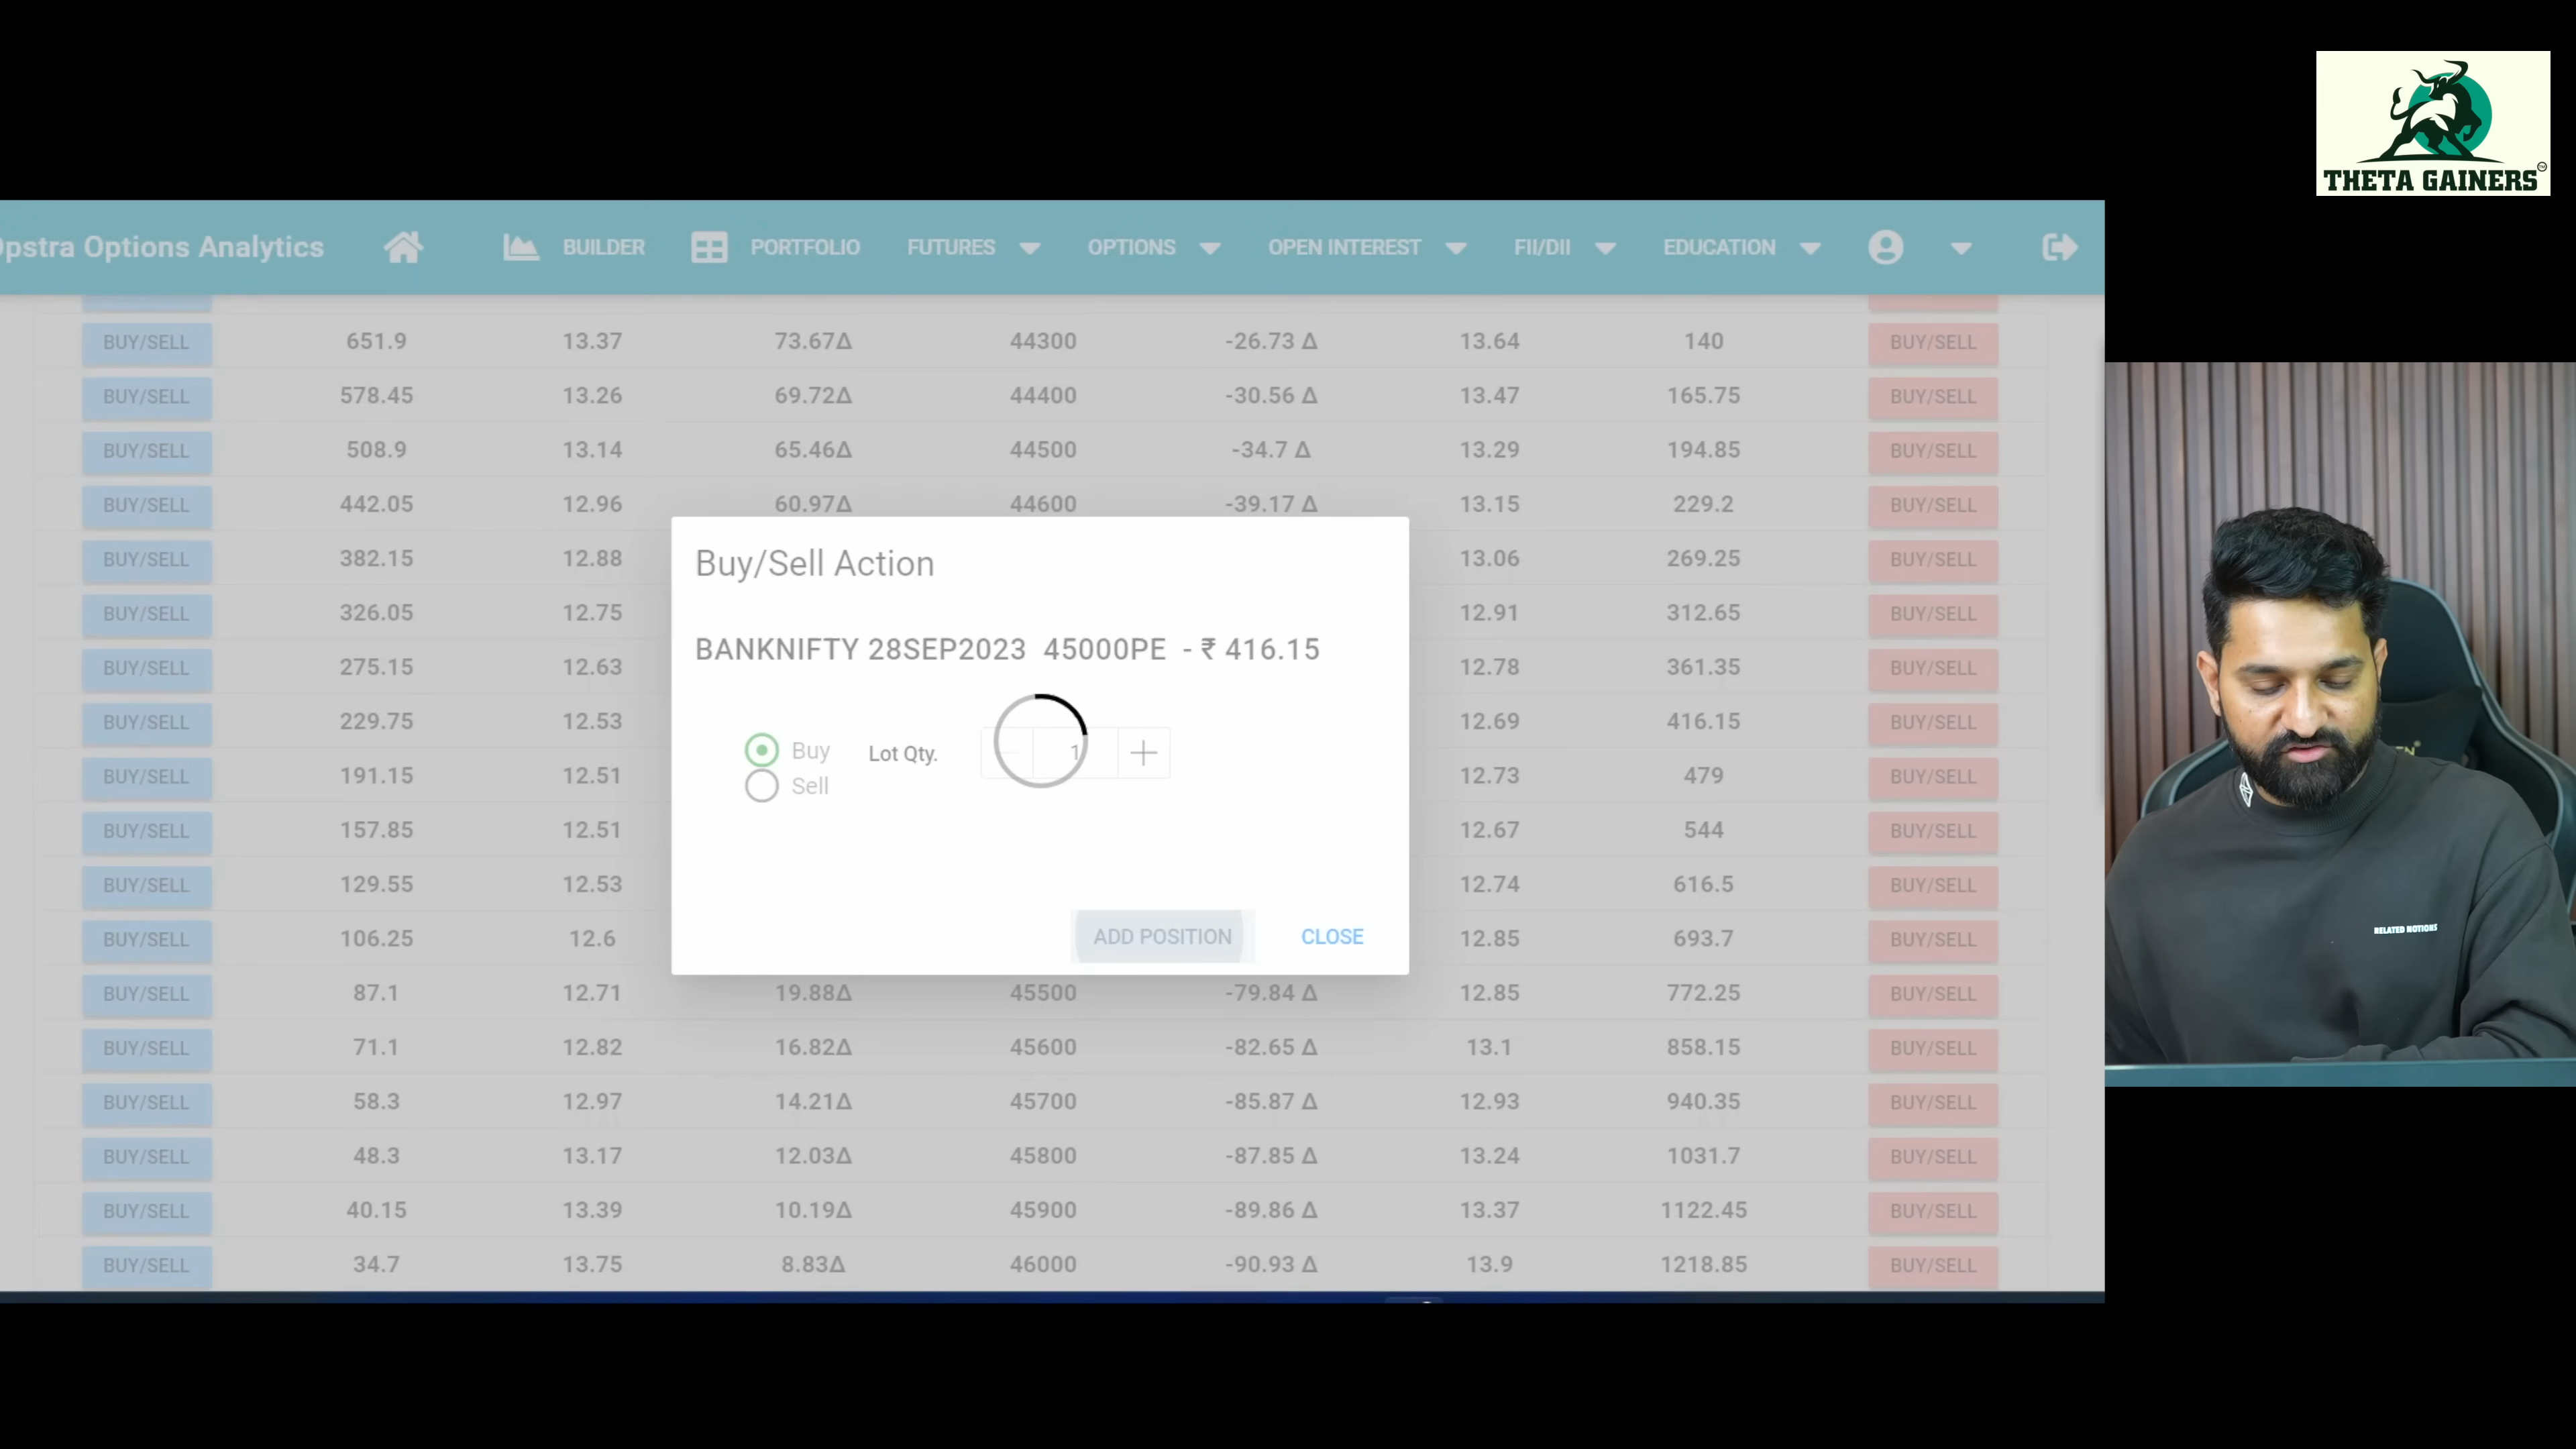 THETA GAINERS
Opstra Options Analytics BUILDER PORTFOLIO FUTURES OPTIONS OPEN INTEREST FII/DII EDUCATION
BUY/SELL 651.9 13.37 73.67Δ 44300 -26.73 Δ 13.64 140 BUY/SELL
BUY/SELL 578.45 13.26 69.72Δ 44400 -30.56 Δ 13.47 165.75 BUY/SELL
BUY/SELL 508.9 13.14 65.46Δ 44500 -34.7 Δ 13.29 194.85 BUY/SELL
BUY/SELL 442.05 12.96 60.97Δ 44600 -39.17 Δ 13.15 229.2 BUY/SELL
BUY/SELL 382.15 12.88 13.06 269.25 BUY/SELL
BUY/SELL 326.05 12.75 12.91 312.65 BUY/SELL
BUY/SELL 275.15 12.63 12.78 361.35 BUY/SELL
BUY/SELL 229.75 12.53 12.69 416.15 BUY/SELL
BUY/SELL 191.15 12.51 12.73 479 BUY/SELL
BUY/SELL 157.85 12.51 12.67 544 BUY/SELL
BUY/SELL 129.55 12.53 12.74 616.5 BUY/SELL
BUY/SELL 106.25 12.6 12.85 693.7 BUY/SELL
Buy/Sell Action
BANKNIFTY 28SEP2023 45000PE - ₹ 416.15
Buy Lot Qty. 1 +
Sell
ADD POSITION CLOSE
BUY/SELL 87.1 12.71 19.88Δ 45500 -79.84 Δ 12.85 772.25 BUY/SELL
BUY/SELL 71.1 12.82 16.82Δ 45600 -82.65 Δ 13.1 858.15 BUY/SELL
BUY/SELL 58.3 12.97 14.21Δ 45700 -85.87 Δ 12.93 940.35 BUY/SELL
BUY/SELL 48.3 13.17 12.03Δ 45800 -87.85 Δ 13.24 1031.7 BUY/SELL
BUY/SELL 40.15 13.39 10.19Δ 45900 -89.86 Δ 13.37 1122.45 BUY/SELL
BUY/SELL 34.7 13.75 8.83Δ 46000 -90.93 Δ 13.9 1218.85 BUY/SELL
RELATED NOTIONS